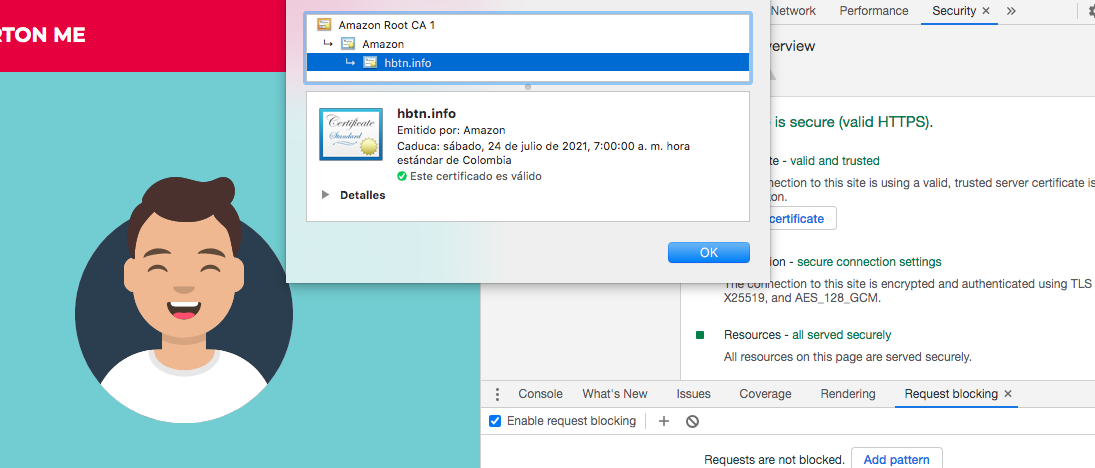 RTON ME
Amazon Root CA 1
Amazon
hbtn.info
Certificate
Standard
hbtn.info
Emitido por: Amazon
Caduca: sábado, 24 de julio de 2021, 7:00:00 a. m. hora
estándar de Colombia
Este certificado es válido
Detalles
OK
Network Performance Security
verview
is secure (valid HTTPS).
te - valid and trusted
nection to this site is using a valid, trusted server certificate is
on.
certificate
ion - secure connection settings
The connection to this site is encrypted and authenticated using TLS
X25519, and AES_128_GCM.
Resources - all served securely
All resources on this page are served securely.
Console What's New Issues Coverage Rendering Request blocking
Enable request blocking
Requests are not blocked. Add pattern